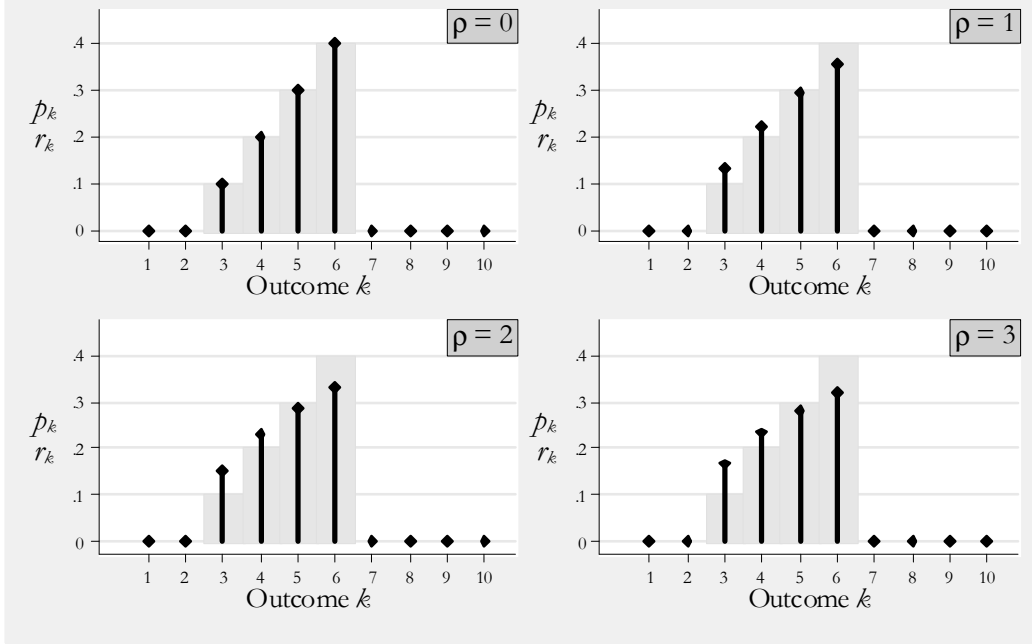 ρ = 0
.4
.3
pₖ
.2
rₖ
.1
0
1 2 3 4 5 6 7 8 9 10
Outcome k
ρ = 1
.4
.3
pₖ
.2
rₖ
.1
0
1 2 3 4 5 6 7 8 9 10
Outcome k
ρ = 2
.4
.3
pₖ
.2
rₖ
.1
0
1 2 3 4 5 6 7 8 9 10
Outcome k
ρ = 3
.4
.3
pₖ
.2
rₖ
.1
0
1 2 3 4 5 6 7 8 9 10
Outcome k